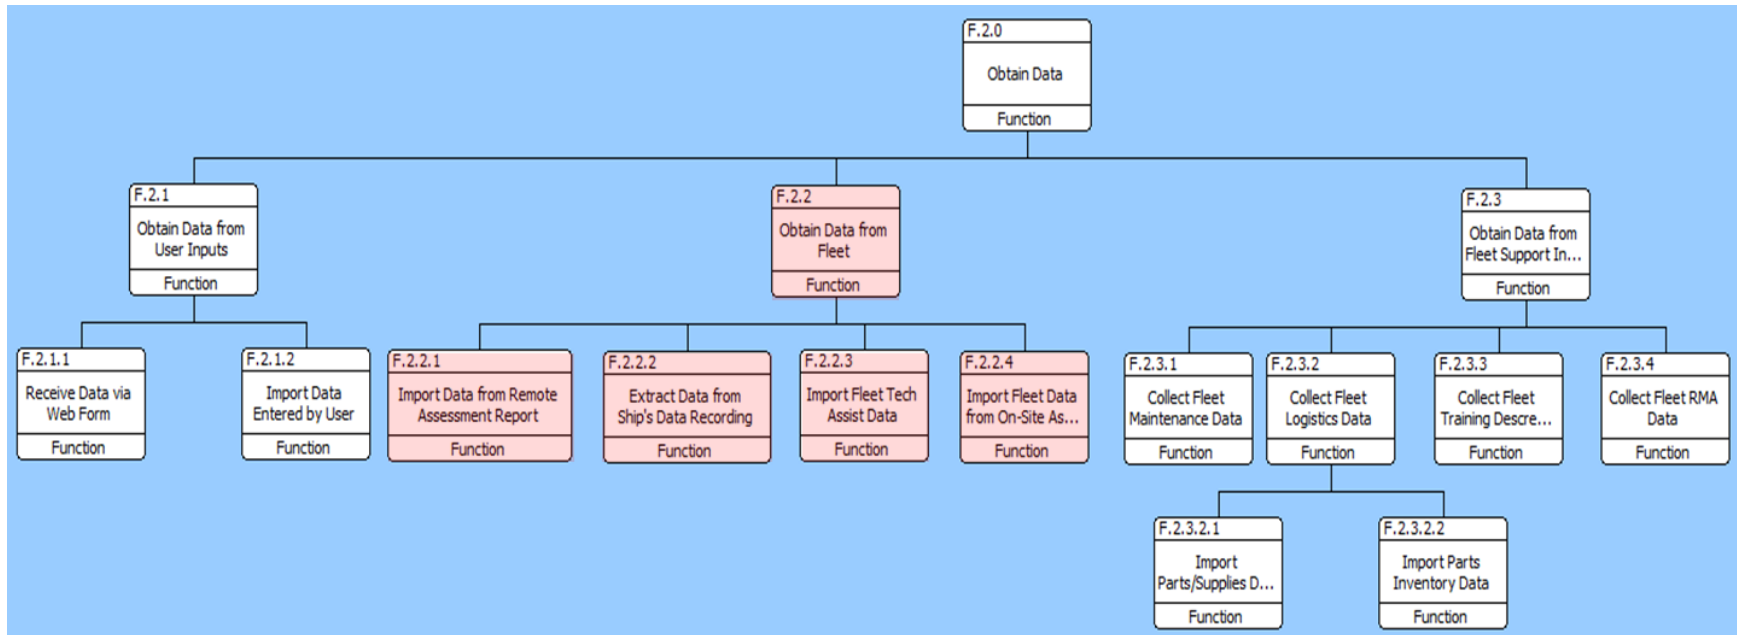 F.2.0
Obtain Data
Function
F.2.1
Obtain Data from
User Inputs
Function
F.2.2
Obtain Data from
Fleet
Function
F.2.3
Obtain Data from
Fleet Support In...
Function
F.2.1.1
Receive Data via
Web Form
Function
F.2.1.2
Import Data
Entered by User
Function
F.2.2.1
Import Data from Remote
Assessment Report
Function
F.2.2.2
Extract Data from
Ship's Data Recording
Function
F.2.2.3
Import Fleet Tech
Assist Data
Function
F.2.2.4
Import Fleet Data
from On-Site As...
Function
F.2.3.1
Collect Fleet
Maintenance Data
Function
F.2.3.2
Collect Fleet
Logistics Data
Function
F.2.3.3
Collect Fleet
Training Descre...
Function
F.2.3.4
Collect Fleet RMA
Data
Function
F.2.3.2.1
Import
Parts/Supplies D...
Function
F.2.3.2.2
Import Parts
Inventory Data
Function